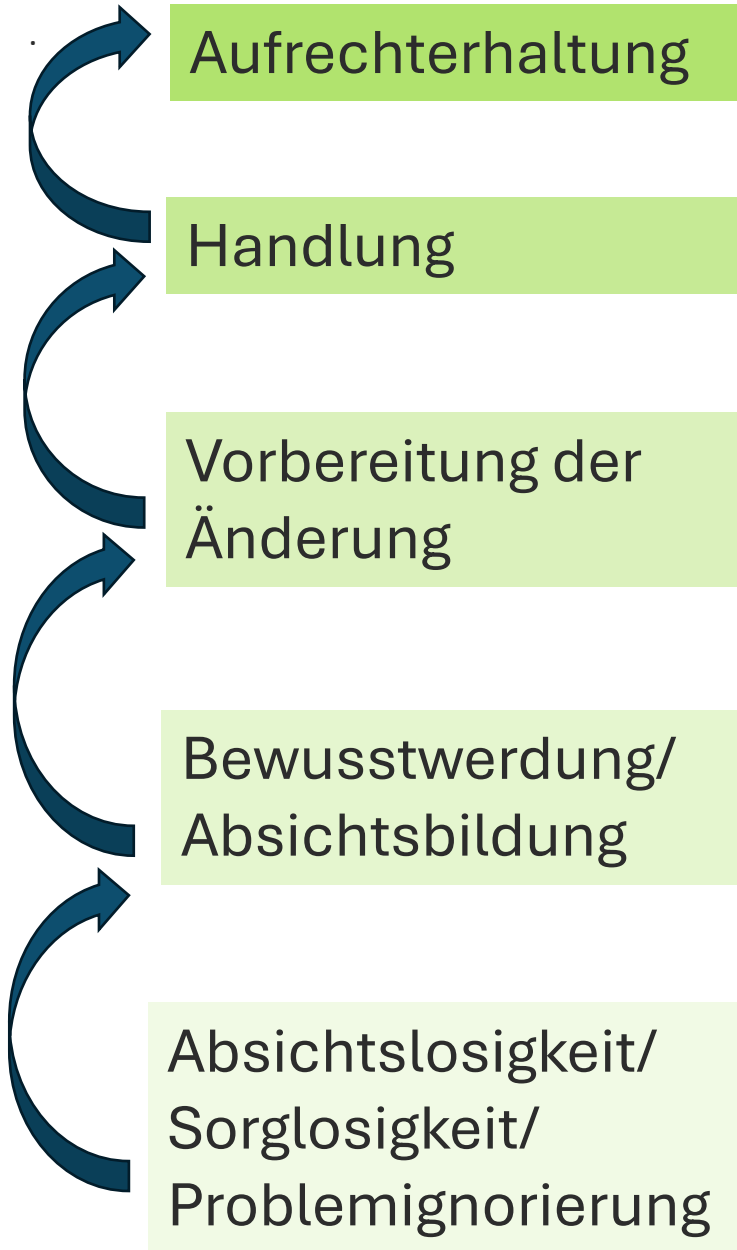 Aufrechterhaltung
Handlung
Vorbereitung der
Änderung
Bewusstwerdung/
Absichtsbildung
Absichtslosigkeit/
Sorglosigkeit/
Problemignorierung